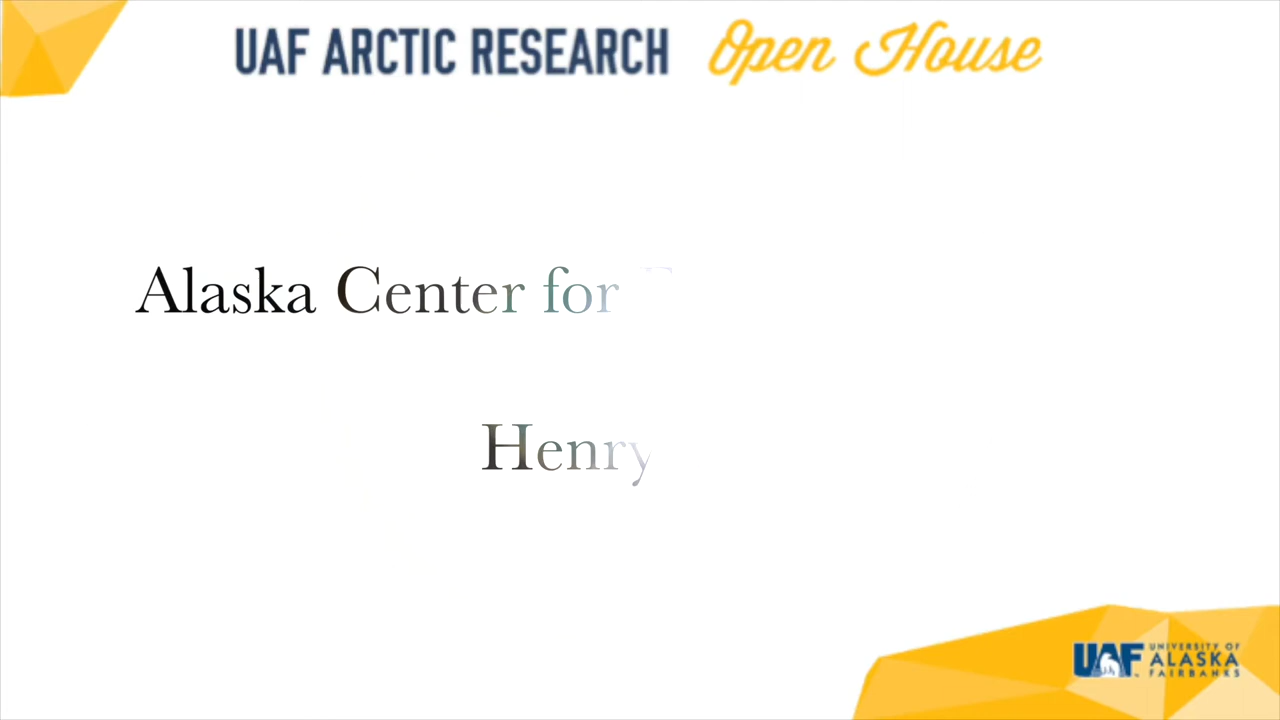 UAF ARCTIC RESEARCH Open House
Alaska Center for
Henry
UAF UNIVERSITY OF
ALASKA
FAIRBANKS